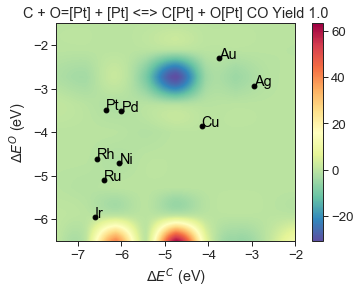 C + O=[Pt] + [Pt] <=> C[Pt] + O[Pt] CO Yield 1.0
−2
−3
−4
−5
−6
ΔE^O (eV)
Au
Ag
Pt
Pd
Cu
Rh
Ni
Ru
Ir
−7
−6
−5
−4
−3
−2
ΔE^C (eV)
60
40
20
0
−20